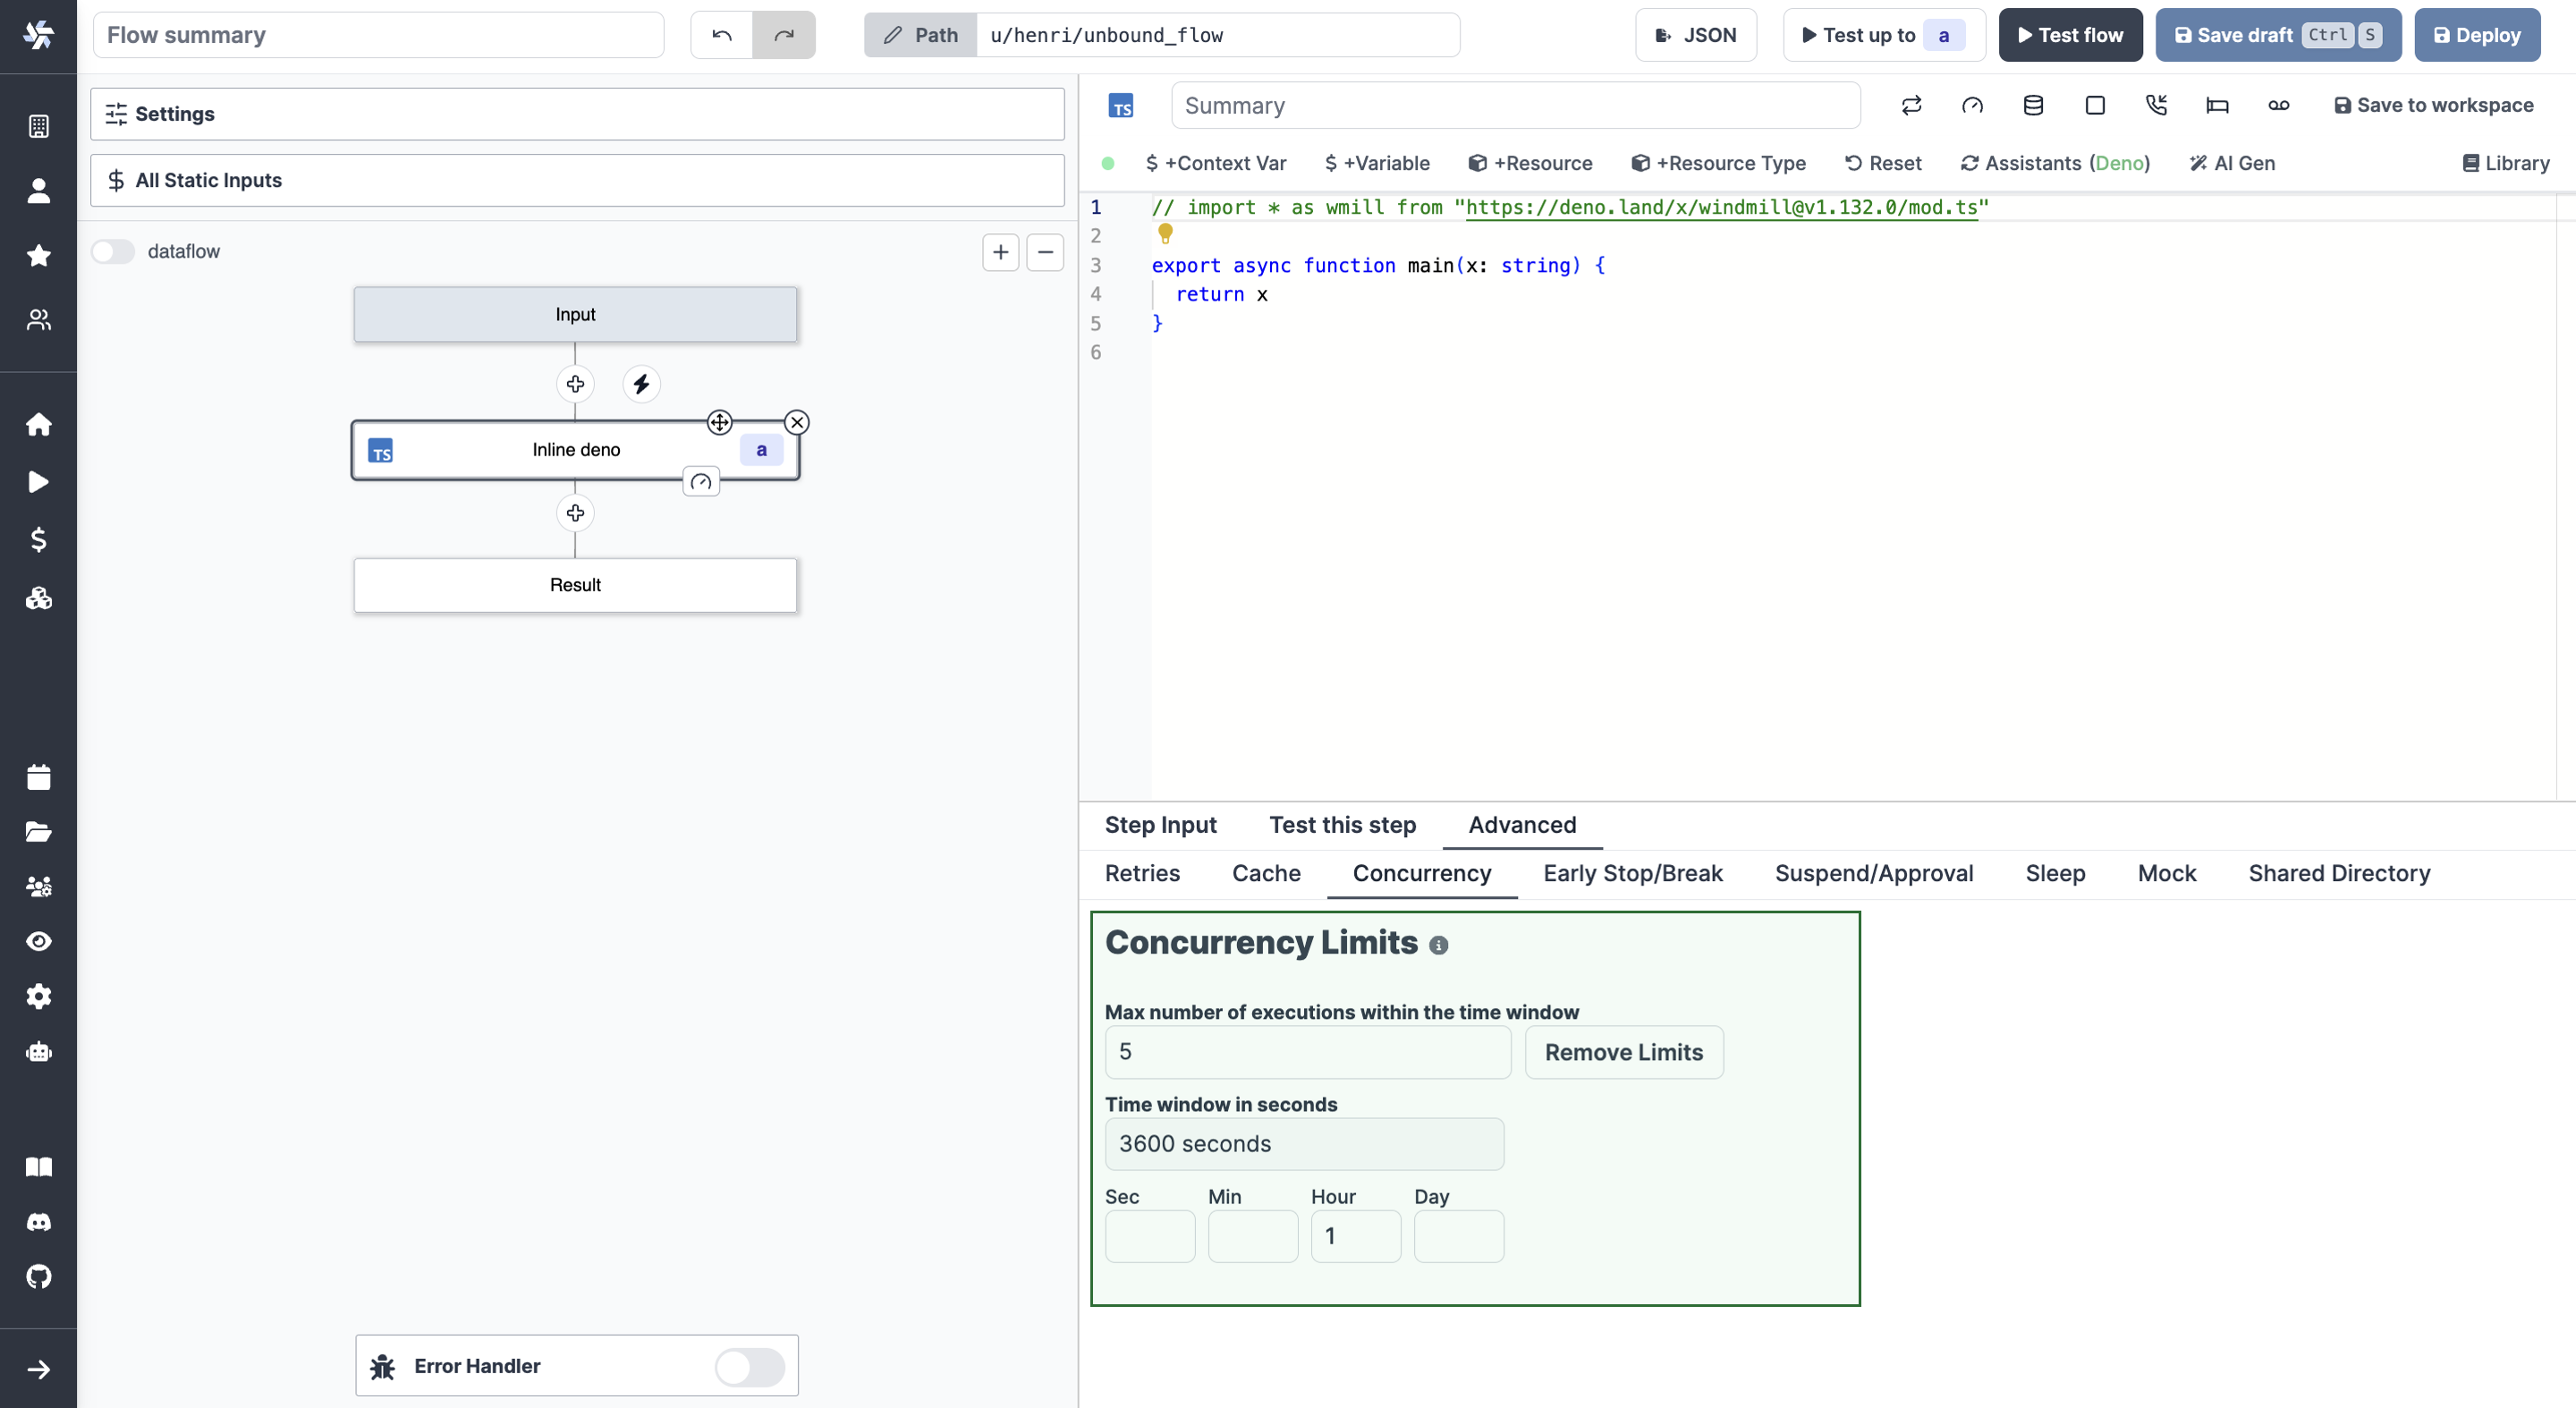 Flow summary
Path u/henri/unbound_flow
JSON
Test up to a
Test flow
Save draft Ctrl S
Deploy
Settings
All Static Inputs
dataflow
Input
TS Inline deno a
Result
Error Handler
TS Summary
Save to workspace
+Context Var +Variable +Resource +Resource Type Reset Assistants (Deno) AI Gen Library
1 // import * as wmill from "https://deno.land/x/windmill@v1.132.0/mod.ts"
2
3 export async function main(x: string) {
4 return x
5 }
6
Step Input Test this step Advanced
Retries Cache Concurrency Early Stop/Break Suspend/Approval Sleep Mock Shared Directory
Concurrency Limits
Max number of executions within the time window
5 Remove Limits
Time window in seconds
3600 seconds
Sec Min Hour Day
1